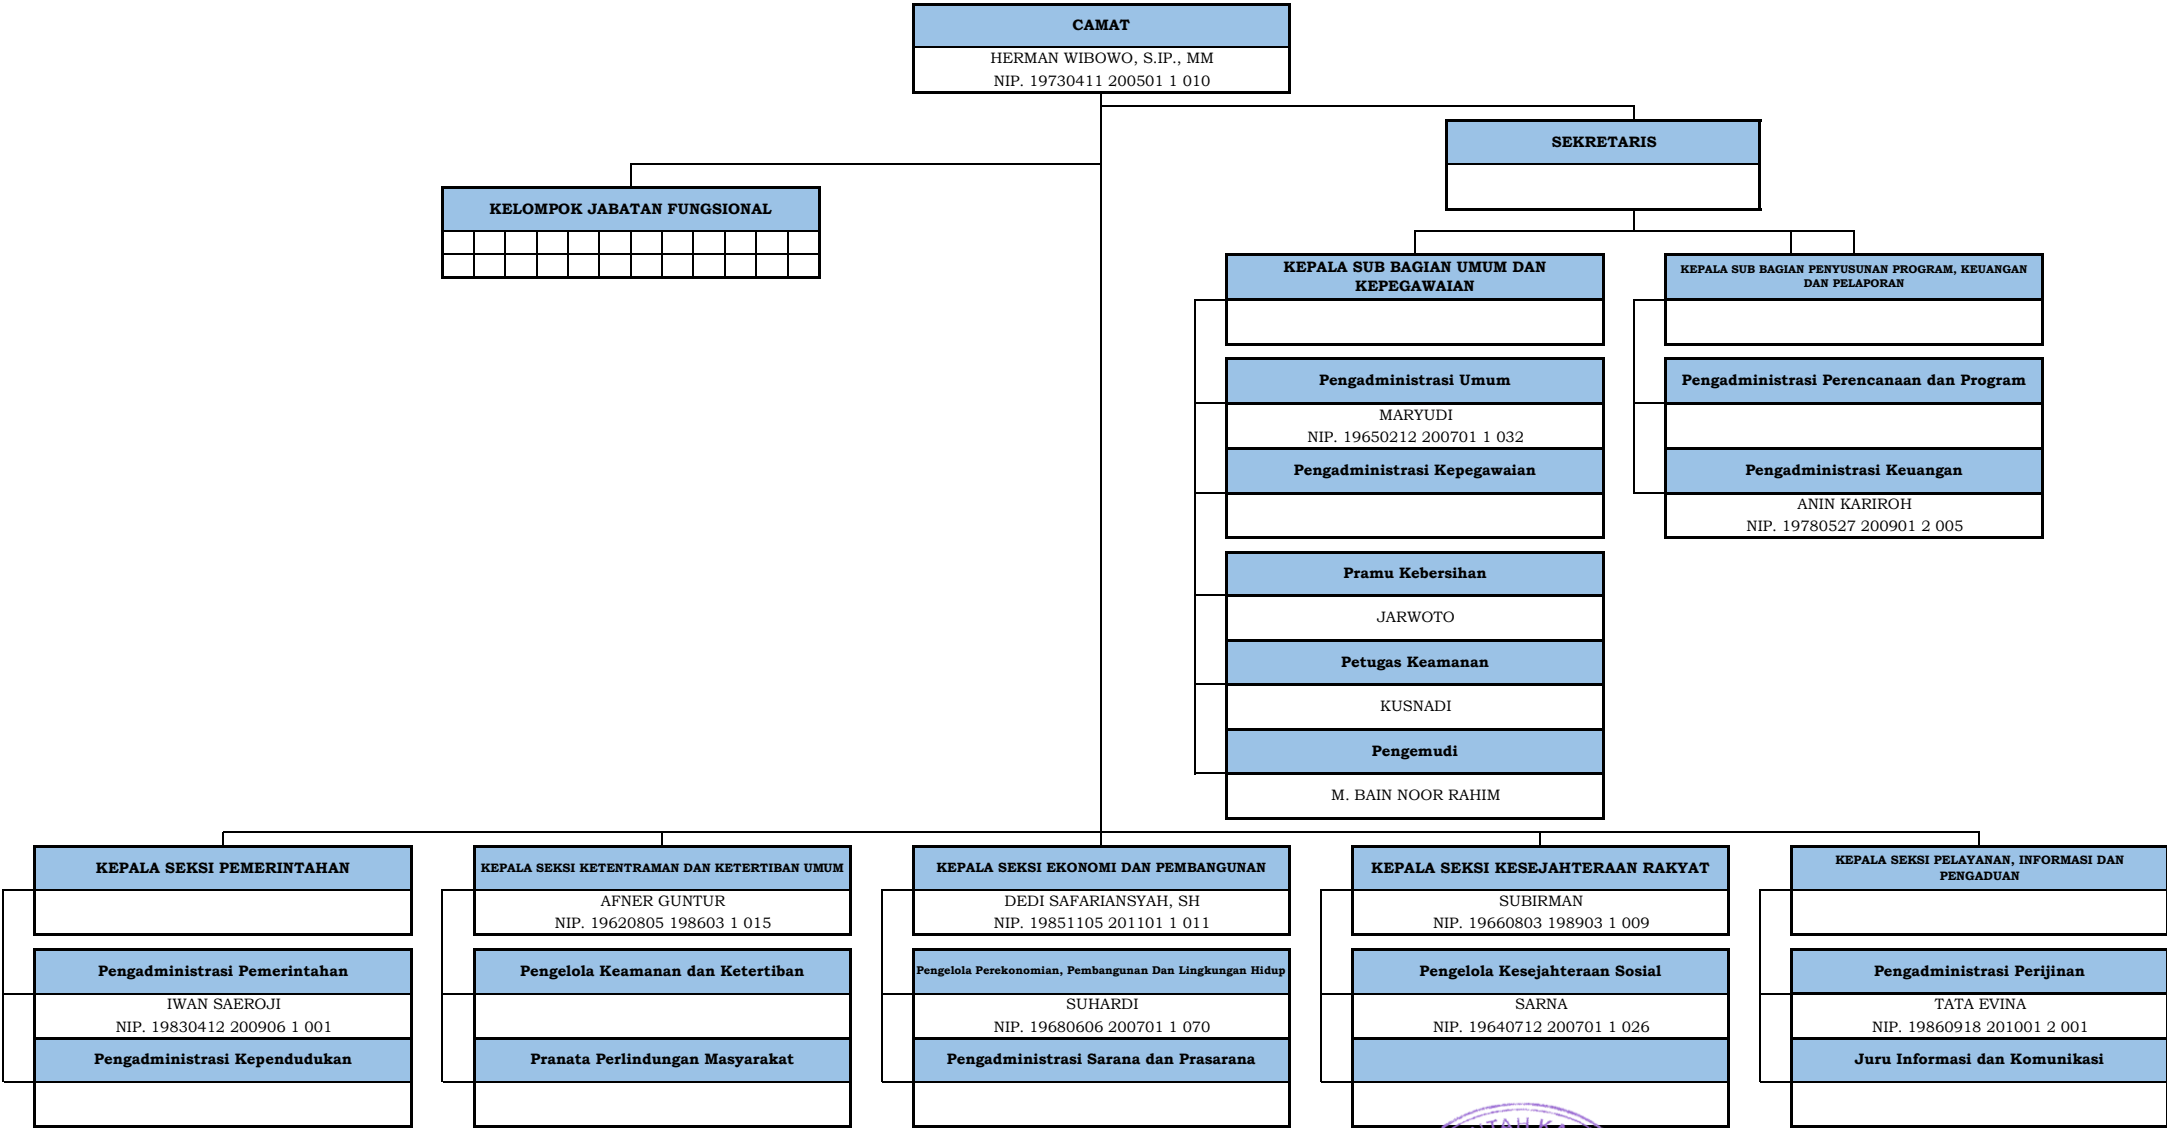 CAMAT
HERMAN WIBOWO, S.IP., MM
NIP. 19730411 200501 1 010
SEKRETARIS
KELOMPOK JABATAN FUNGSIONAL
KEPALA SUB BAGIAN UMUM DAN
KEPEGAWAIAN
KEPALA SUB BAGIAN PENYUSUNAN PROGRAM, KEUANGAN
DAN PELAPORAN
Pengadministrasi Umum
MARYUDI
NIP. 19650212 200701 1 032
Pengadministrasi Kepegawaian
Pengadministrasi Perencanaan dan Program
Pengadministrasi Keuangan
ANIN KARIROH
NIP. 19780527 200901 2 005
Pramu Kebersihan
JARWOTO
Petugas Keamanan
KUSNADI
Pengemudi
M. BAIN NOOR RAHIM
KEPALA SEKSI PEMERINTAHAN
Pengadministrasi Pemerintahan
IWAN SAEROJI
NIP. 19830412 200906 1 001
Pengadministrasi Kependudukan
KEPALA SEKSI KETENTRAMAN DAN KETERTIBAN UMUM
AFNER GUNTUR
NIP. 19620805 198603 1 015
Pengelola Keamanan dan Ketertiban
Pranata Perlindungan Masyarakat
KEPALA SEKSI EKONOMI DAN PEMBANGUNAN
DEDI SAFARIANSYAH, SH
NIP. 19851105 201101 1 011
Pengelola Perekonomian, Pembangunan Dan Lingkungan Hidup
SUHARDI
NIP. 19680606 200701 1 070
Pengadministrasi Sarana dan Prasarana
KEPALA SEKSI KESEJAHTERAAN RAKYAT
SUBIRMAN
NIP. 19660803 198903 1 009
Pengelola Kesejahteraan Sosial
SARNA
NIP. 19640712 200701 1 026
KEPALA SEKSI PELAYANAN, INFORMASI DAN
PENGADUAN
Pengadministrasi Perijinan
TATA EVINA
NIP. 19860918 201001 2 001
Juru Informasi dan Komunikasi